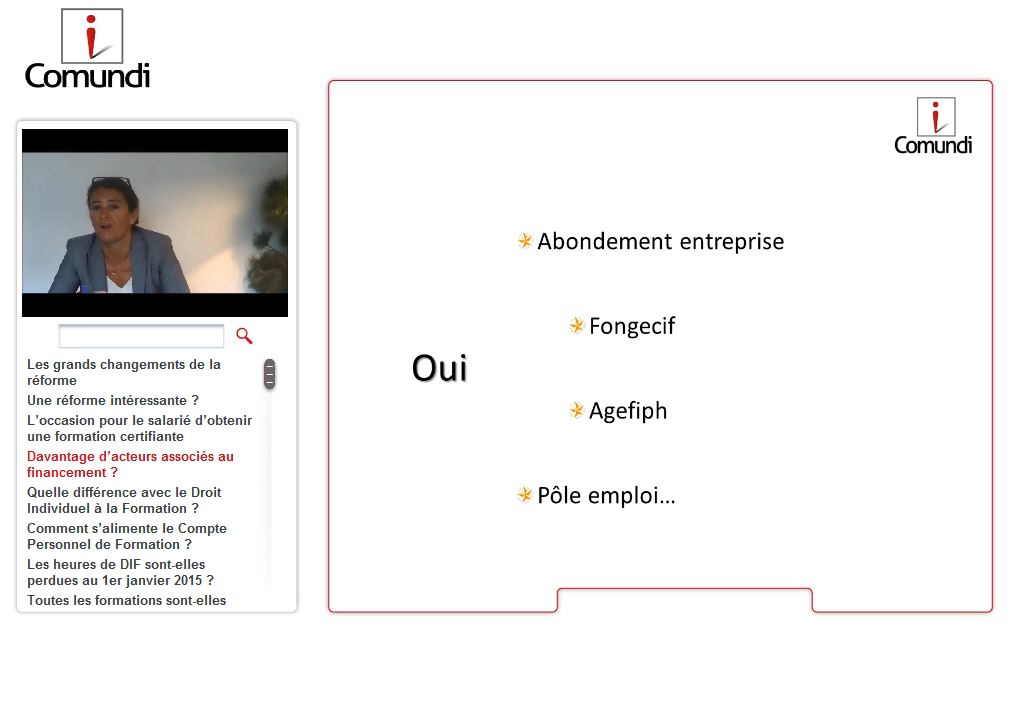 Comundi
Les grands changements de la
réforme
Une réforme intéressante ?
L'occasion pour le salarié d'obtenir
une formation certifiante
Davantage d'acteurs associés au
financement ?
Quelle différence avec le Droit
Individuel à la Formation ?
Comment s'alimente le Compte
Personnel de Formation ?
Les heures de DIF sont-elles
perdues au 1er janvier 2015 ?
Toutes les formations sont-elles
Comundi
Oui
Abondement entreprise
Fongecif
Agefiph
Pôle emploi...